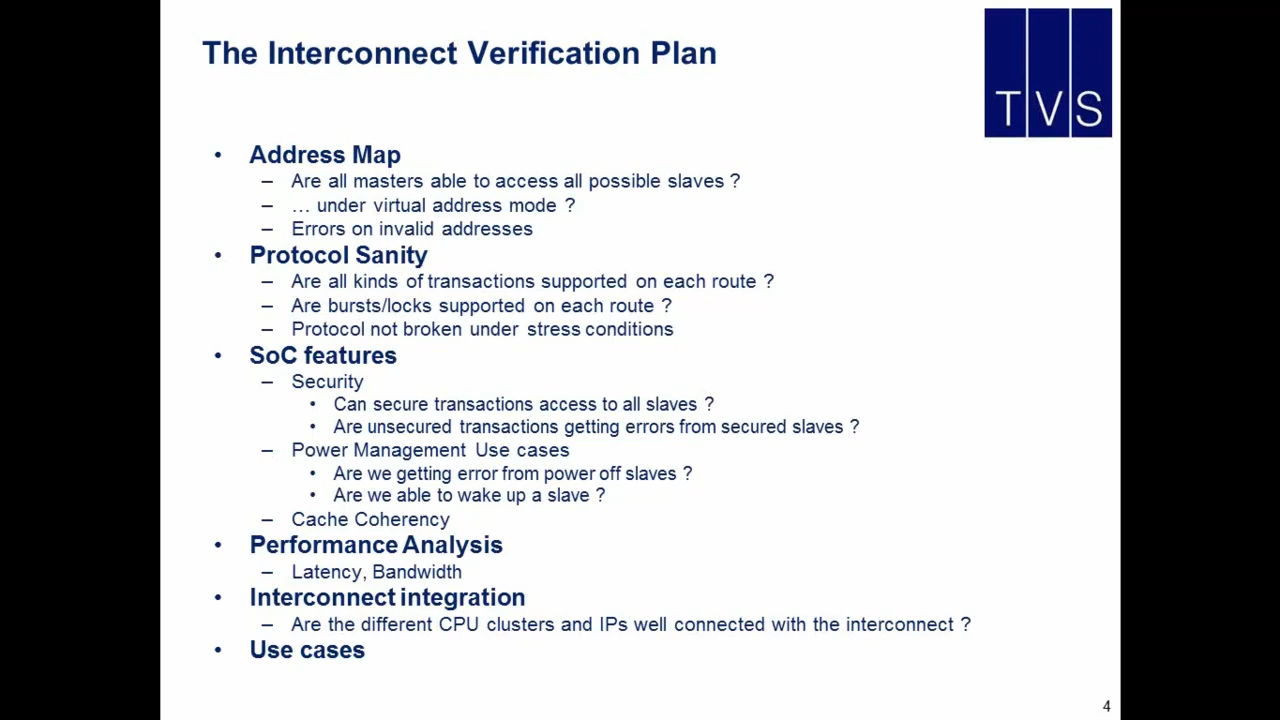 The Interconnect Verification Plan
TVS
• Address Map
– Are all masters able to access all possible slaves ?
– … under virtual address mode ?
– Errors on invalid addresses
• Protocol Sanity
– Are all kinds of transactions supported on each route ?
– Are bursts/locks supported on each route ?
– Protocol not broken under stress conditions
• SoC features
– Security
• Can secure transactions access to all slaves ?
• Are unsecured transactions getting errors from secured slaves ?
– Power Management Use cases
• Are we getting error from power off slaves ?
• Are we able to wake up a slave ?
– Cache Coherency
• Performance Analysis
– Latency, Bandwidth
• Interconnect integration
– Are the different CPU clusters and IPs well connected with the interconnect ?
• Use cases
4